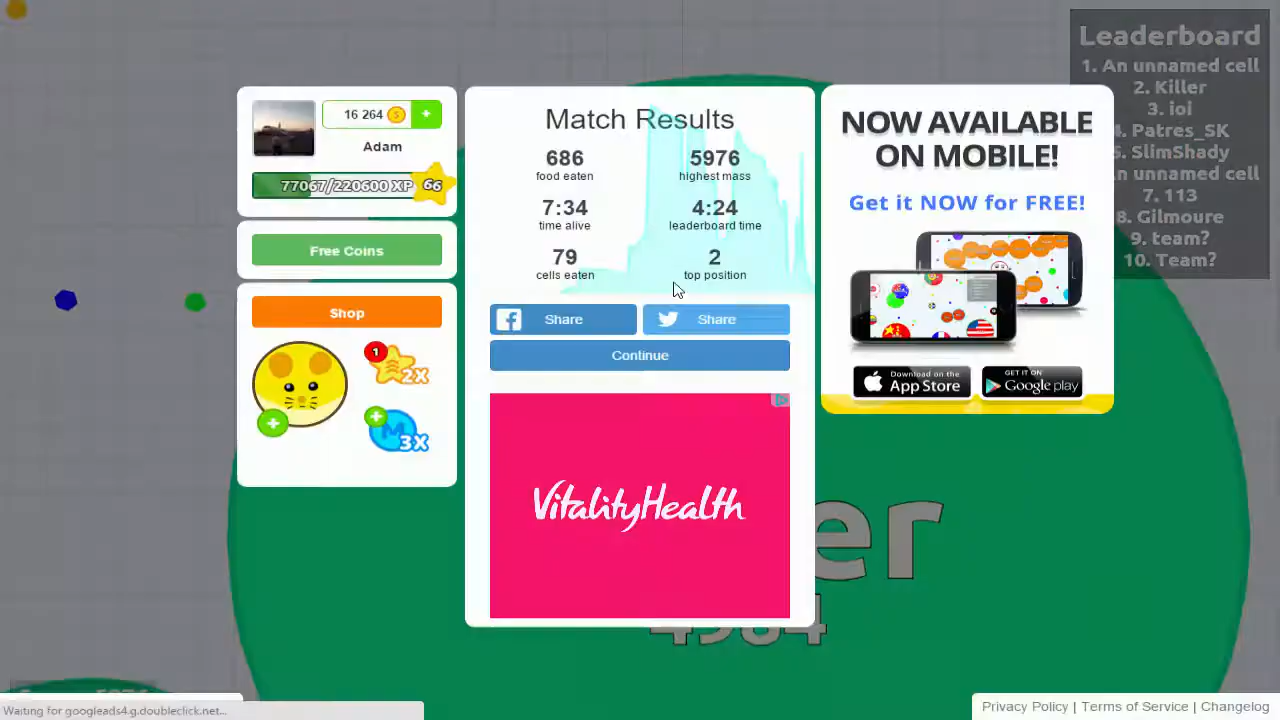 16 264
Adam
77067/220600 XP
66
Free Coins
Shop
1
2X
M
3X
Match Results
686
food eaten
5976
highest mass
7:34
time alive
4:24
leaderboard time
79
cells eaten
2
top position
Share
Share
Continue
VitalityHealth
NOW AVAILABLE
ON MOBILE!
Get it NOW for FREE!
Download on the
App Store
GET IT ON
Google play
Leaderboard
1. An unnamed cell
2. Killer
3. iol
4. Patres_SK
5. SlimShady
An unnamed cell
7. 113
8. Gilmoure
9. team?
10. Team?
er
4984
Waiting for googleads4.g.doubleclick.net...
Privacy Policy | Terms of Service | Changelog